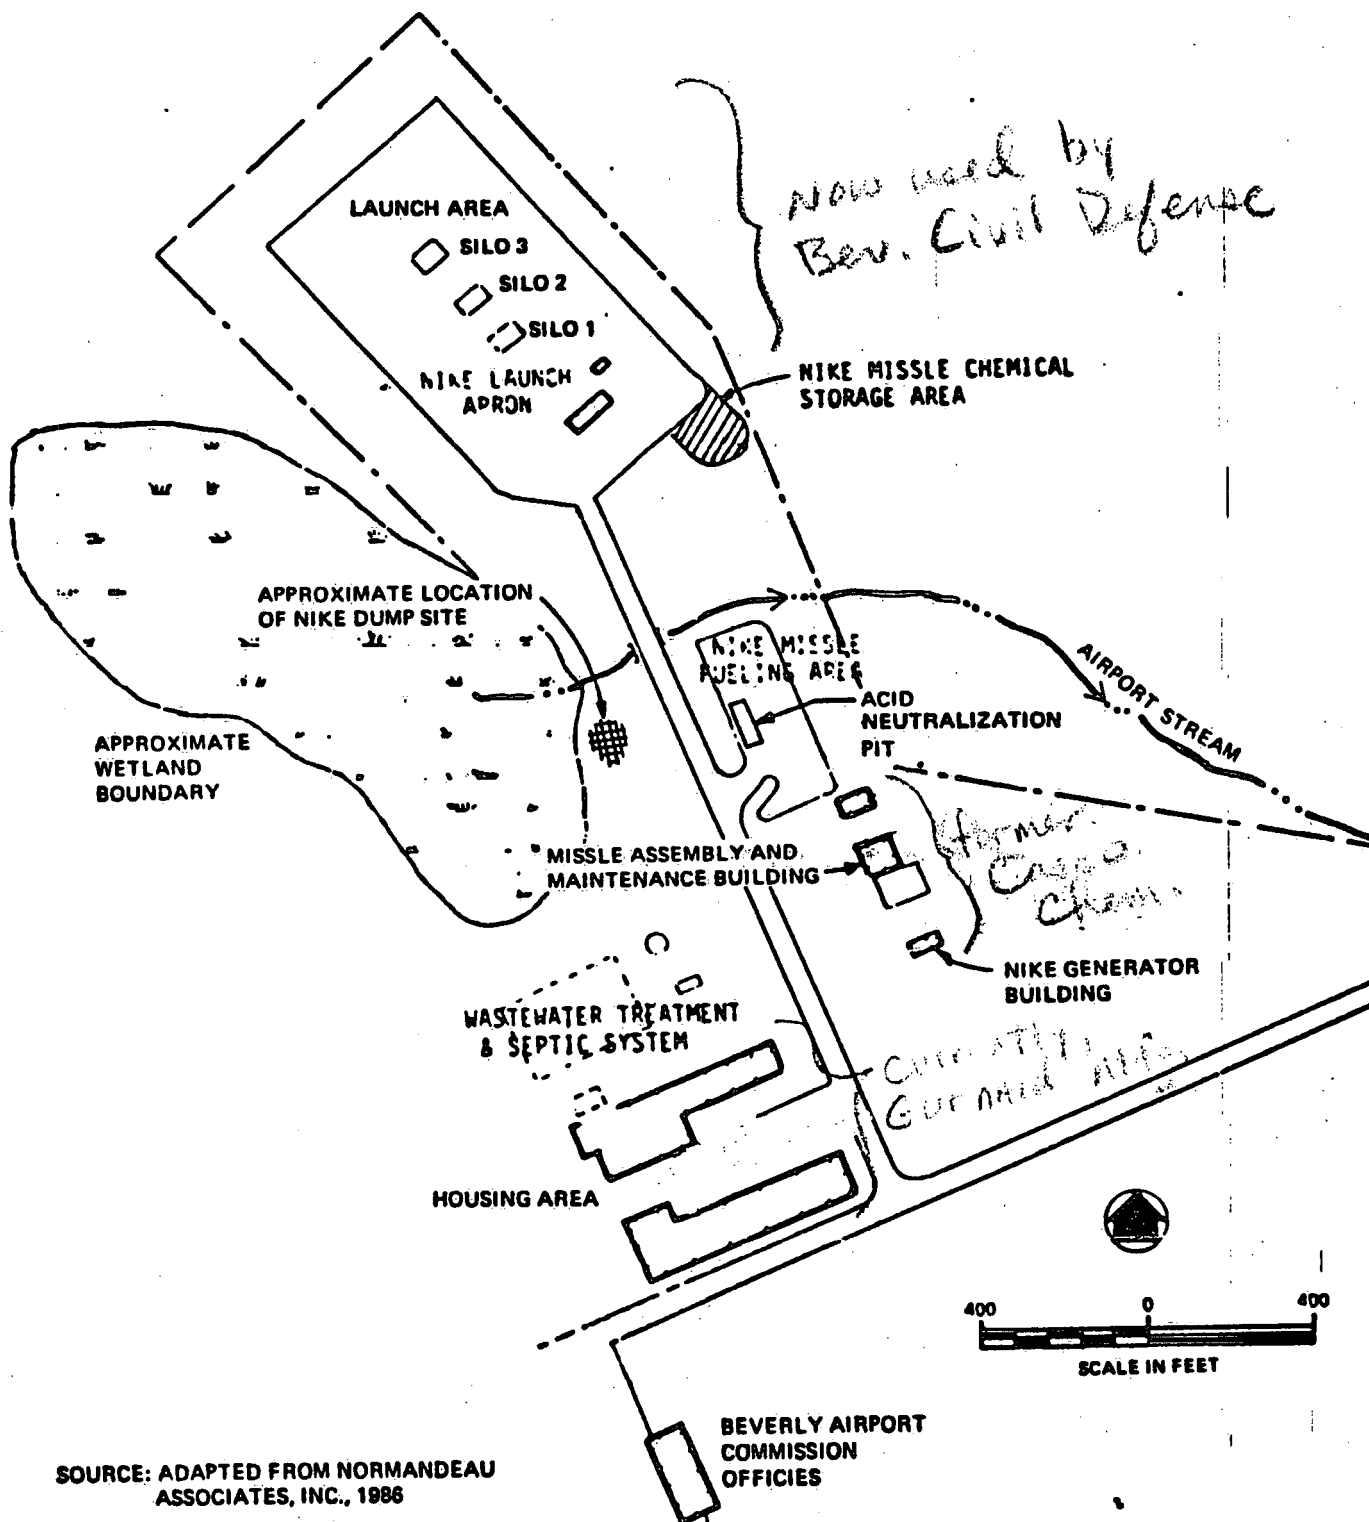 Now used by
Bev. Civil Defense
LAUNCH AREA
SILO 3
SILO 2
SILO 1
NIKE LAUNCH
APRON
NIKE MISSLE CHEMICAL
STORAGE AREA
APPROXIMATE LOCATION
OF NIKE DUMP SITE
NIKE MISSLE
FUELING AREA
AIRPORT STREAM
ACID
NEUTRALIZATION
PIT
APPROXIMATE
WETLAND
BOUNDARY
former
Chem.
MISSLE ASSEMBLY AND
MAINTENANCE BUILDING
NIKE GENERATOR
BUILDING
WASTEWATER TREATMENT
& SEPTIC SYSTEM
Currently
Mfg
HOUSING AREA
400 0 400
SCALE IN FEET
BEVERLY AIRPORT
COMMISSION
OFFICIES
SOURCE: ADAPTED FROM NORMANDEAU
ASSOCIATES, INC., 1986